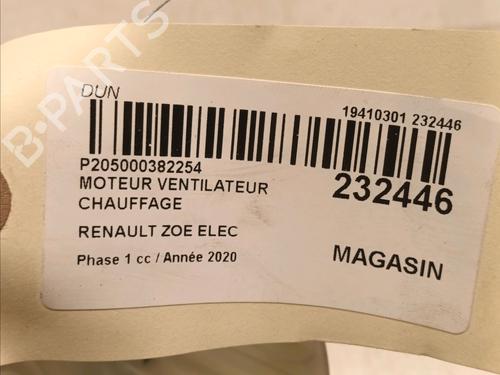 DUN
19410301 232446
P205000382254
232446
MOTEUR VENTILATEUR
CHAUFFAGE
RENAULT ZOE ELEC
MAGASIN
Phase 1 cc / Année 2020
B-PARTS